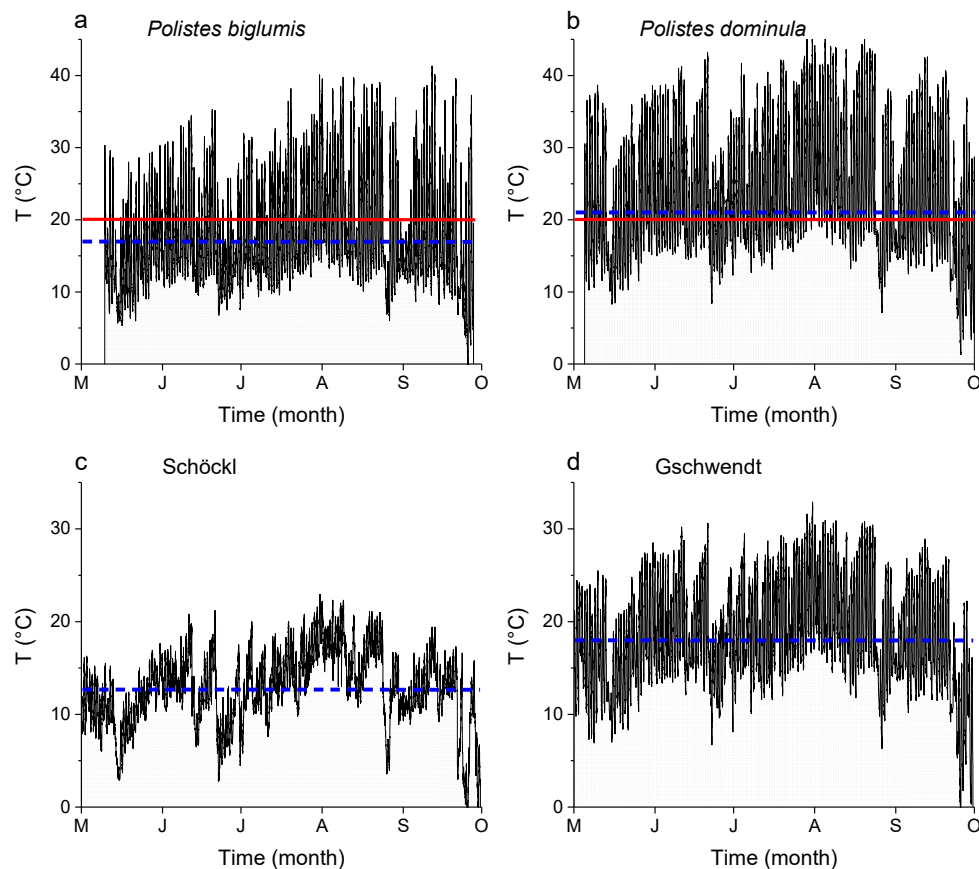 a
Polistes biglumis
T (°C)
40
30
20
10
0
M J J A S O
Time (month)
b
Polistes dominula
T (°C)
40
30
20
10
0
M J J A S O
Time (month)
c
Schöckl
T (°C)
30
20
10
0
M J J A S O
Time (month)
d
Gschwendt
T (°C)
30
20
10
0
M J J A S O
Time (month)